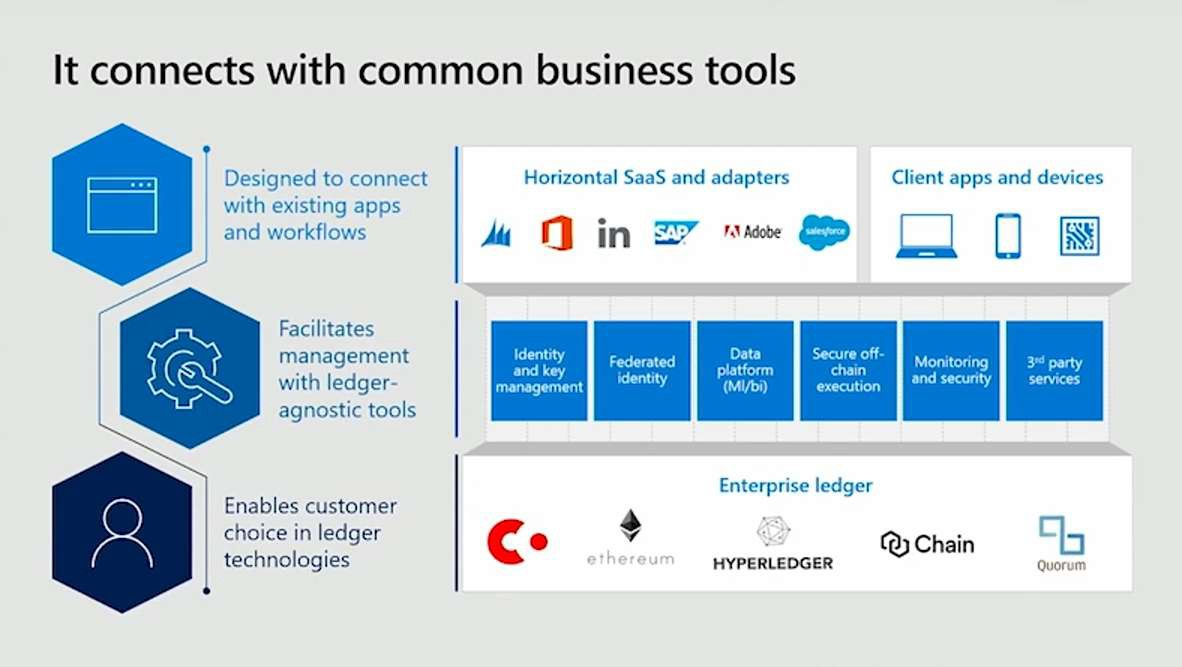 It connects with common business tools
Designed to connect
with existing apps
and workflows
Horizontal SaaS and adapters
in
SAP
Adobe
salesforce
Client apps and devices
Facilitates
management
with ledger-
agnostic tools
Identity
and key
management
Federated
identity
Data
platform
(MI/bi)
Secure off-
chain
execution
Monitoring
and security
3rd party
services
Enables customer
choice in ledger
technologies
Enterprise ledger
ethereum
HYPERLEDGER
Chain
Quorum